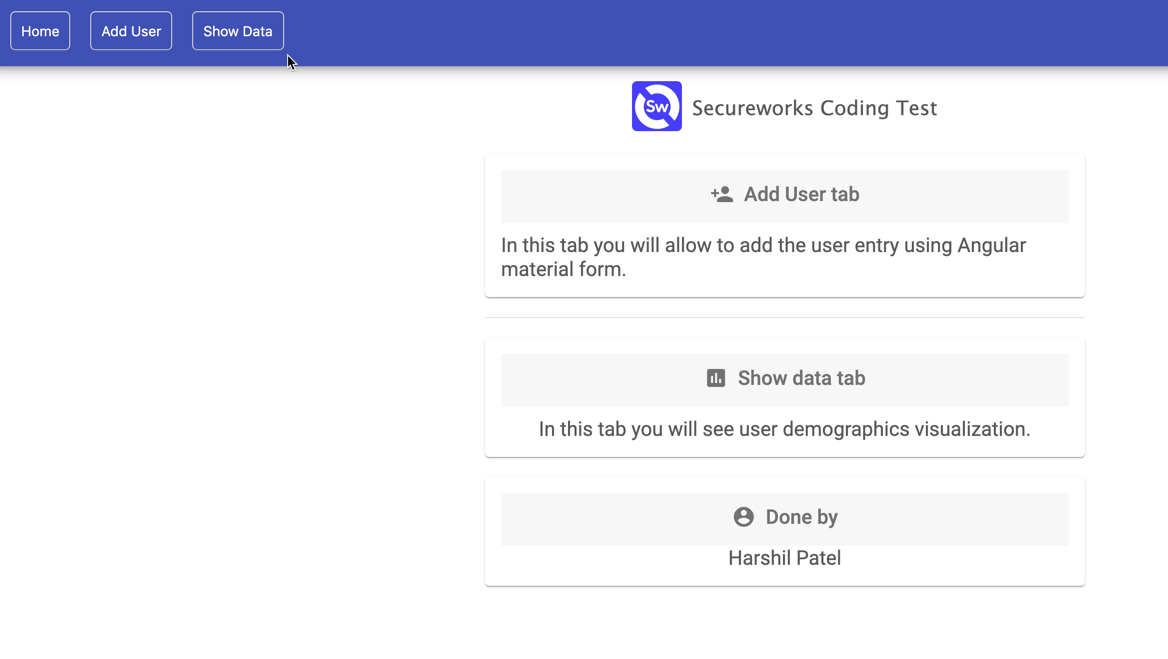 Home Add User Show Data
Sw Secureworks Coding Test
Add User tab
In this tab you will allow to add the user entry using Angular
material form.
Show data tab
In this tab you will see user demographics visualization.
Done by
Harshil Patel